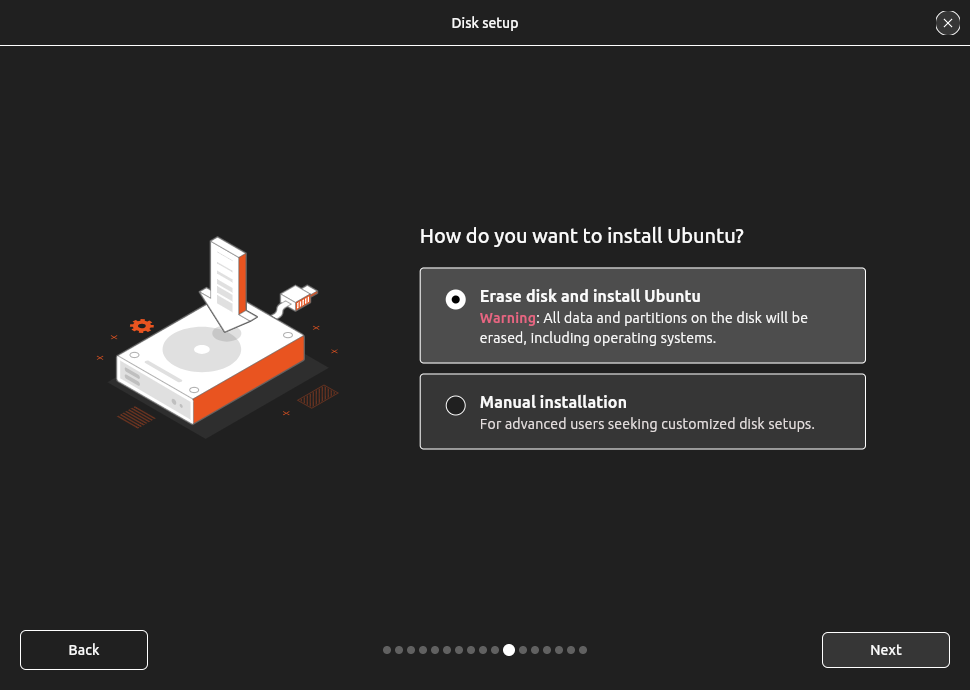 Disk setup
How do you want to install Ubuntu?
Erase disk and install Ubuntu
Warning: All data and partitions on the disk will be
erased, including operating systems.
Manual installation
For advanced users seeking customized disk setups.
Back
Next